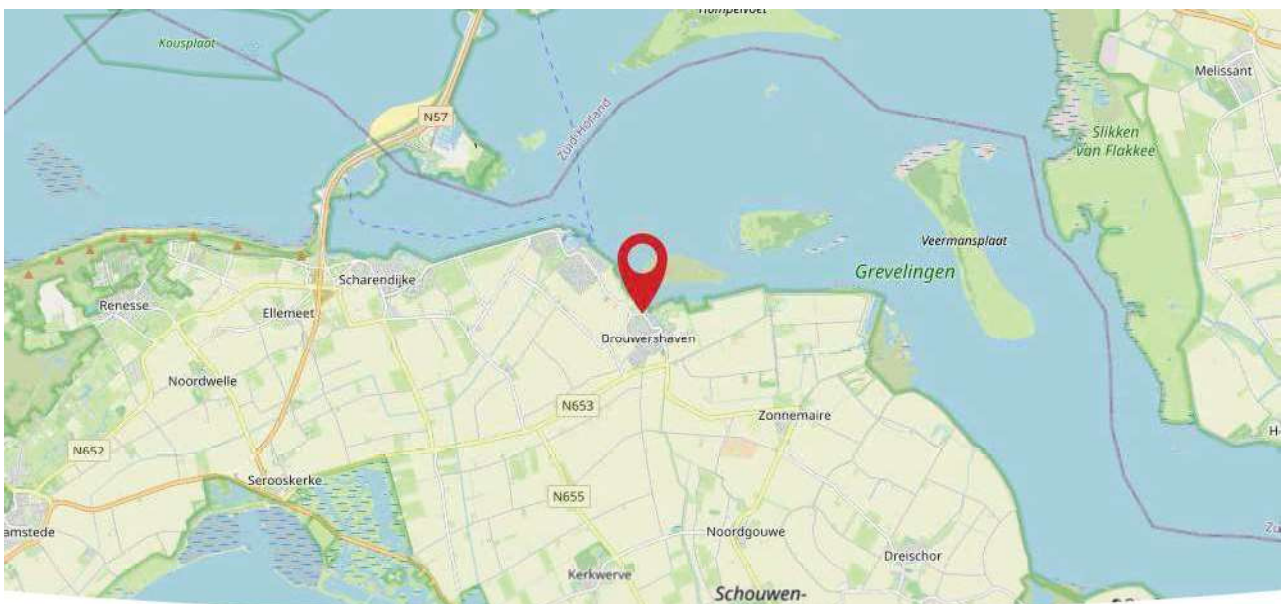 Hompelvoet
Kousplaat
Melissant
N57
Zuid-Holland
Slikken
van Flakkee
Veermansplaat
Grevelingen
Scharendijke
Renesse
Ellemeet
Brouwershaven
Noordwelle
N653
Zonnemaire
N652
Serooskerke
N655
amstede
Noordgouwe
Dreischor
Kerkwerve
Schouwen-